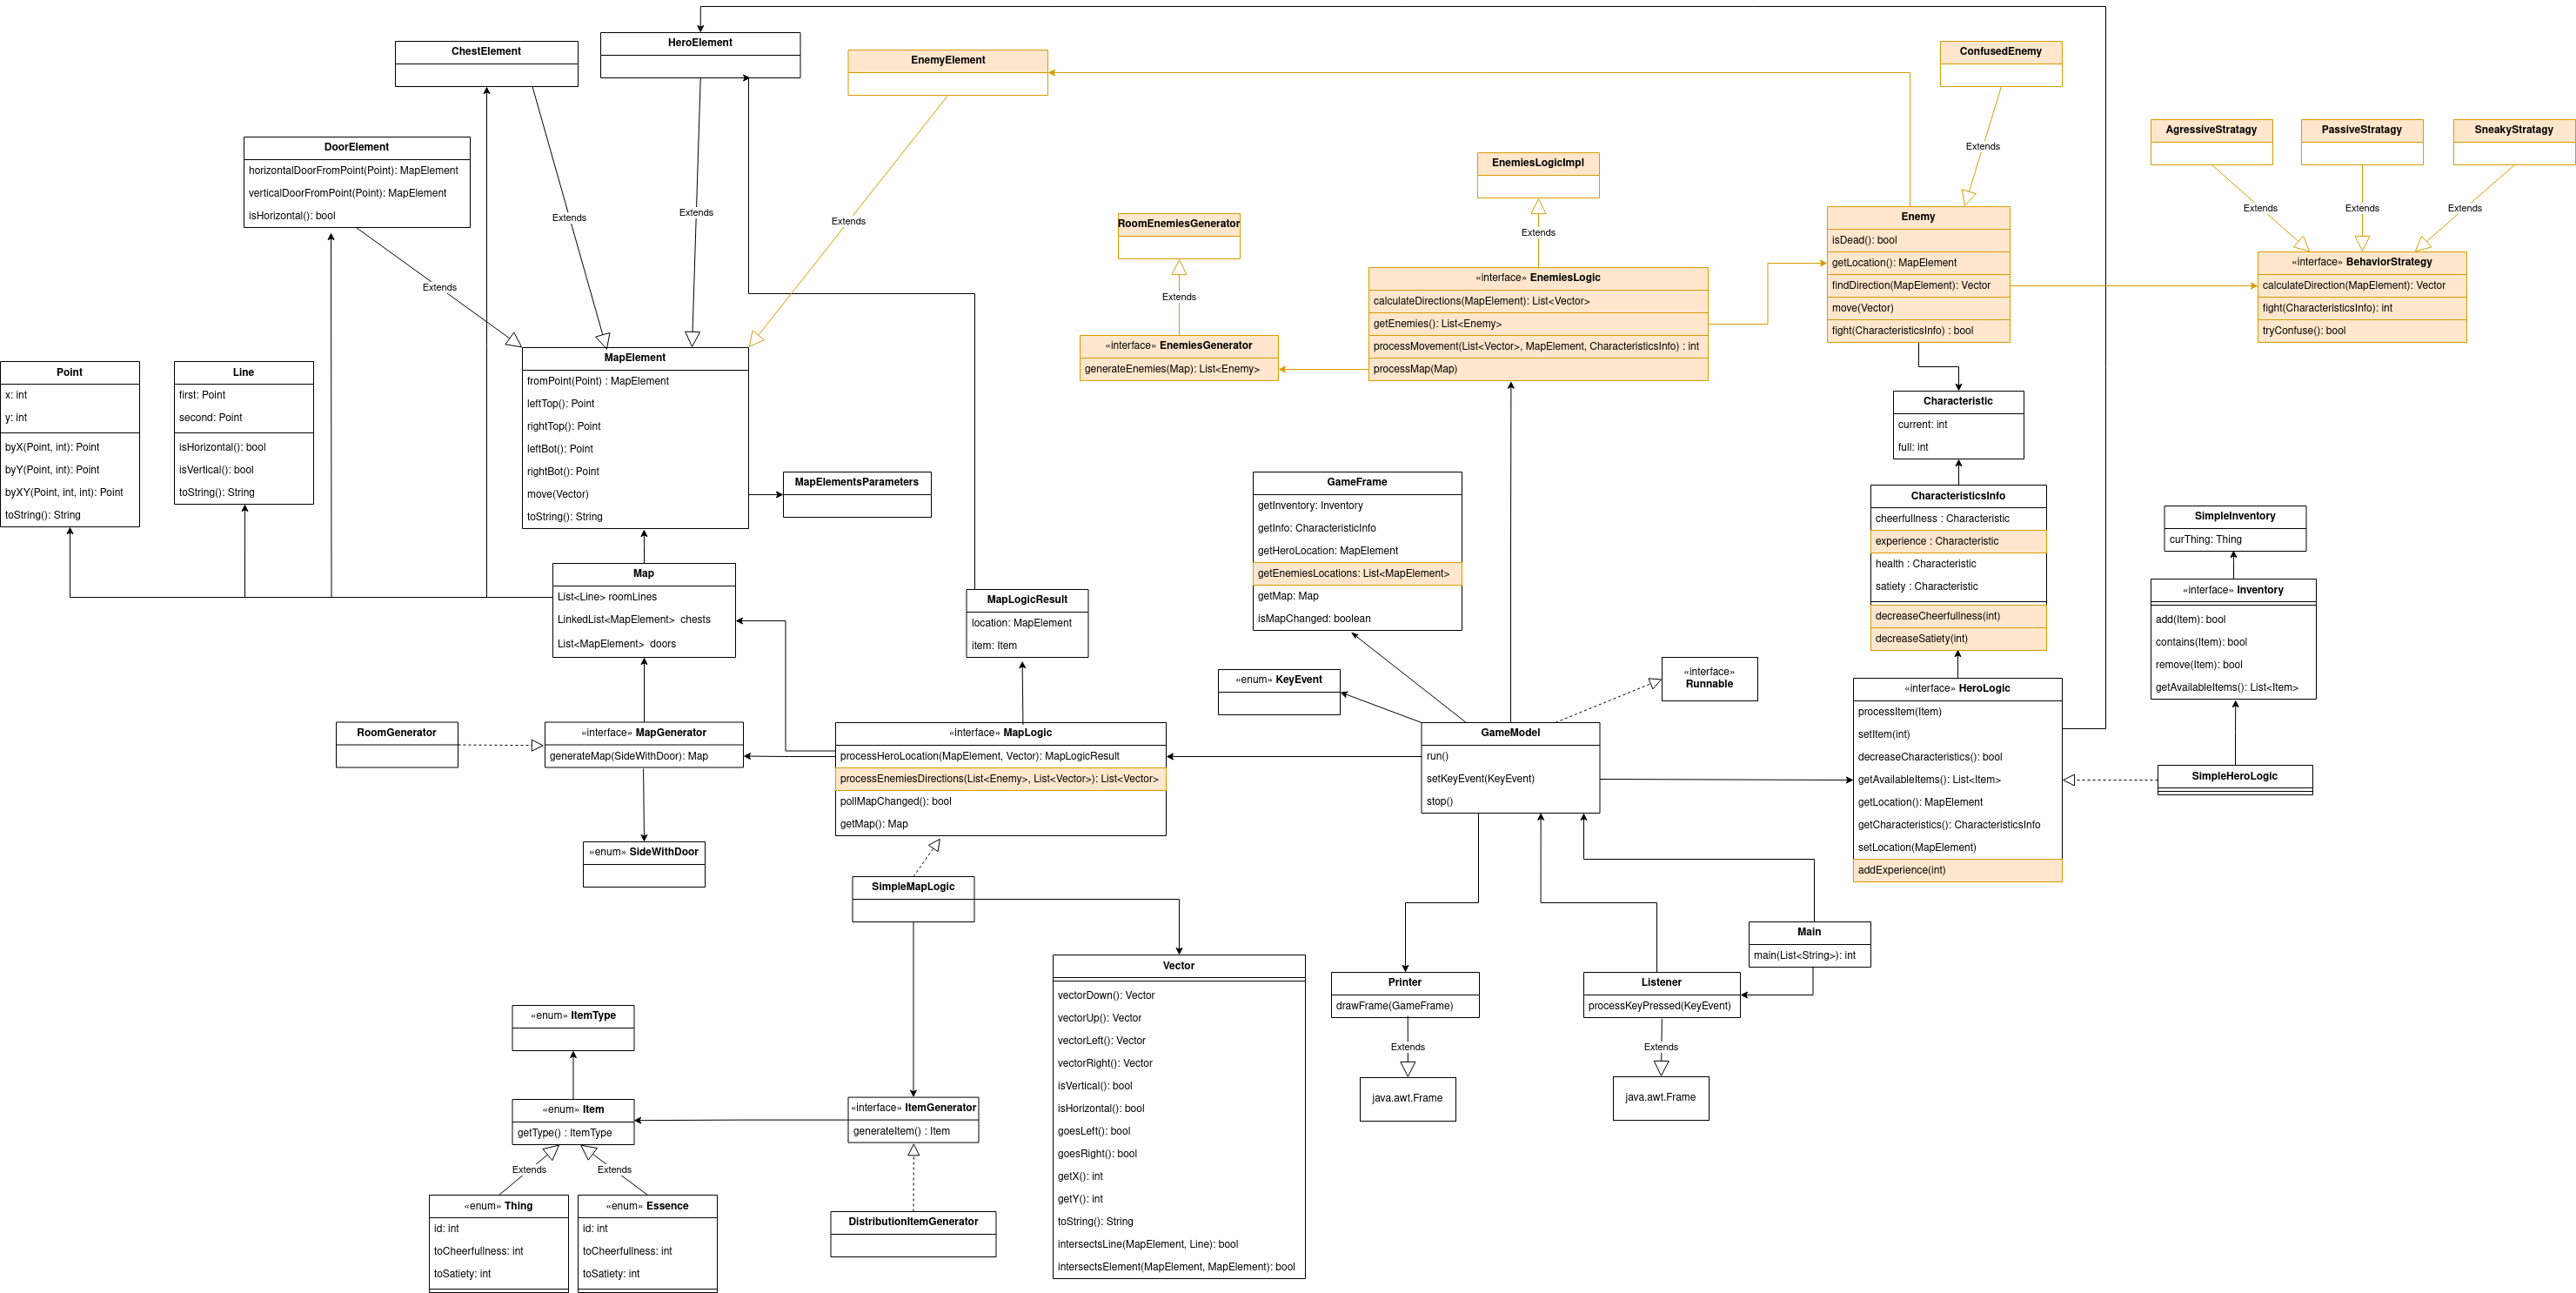 ChestElement
HeroElement
EnemyElement
ConfusedEnemy
AgressiveStratagy
PassiveStratagy
SneakyStratagy
DoorElement
horizontalDoorFromPoint(Point): MapElement
verticalDoorFromPoint(Point): MapElement
isHorizontal(): bool
EnemiesLogicImpl
RoomEnemiesGenerator
Extends
Extends
Extends
Extends
Extends
Extends
Extends
Extends
Extends
Extends
Enemy
isDead(): bool
getLocation(): MapElement
findDirection(MapElement): Vector
move(Vector)
fight(CharacteristicsInfo) : bool
«interface» BehaviorStrategy
calculateDirection(MapElement): Vector
fight(CharacteristicsInfo): int
tryConfuse(): bool
«interface» EnemiesLogic
calculateDirections(MapElement): List<Vector>
getEnemies(): List<Enemy>
processMovement(List<Vector>, MapElement, CharacteristicsInfo) : int
processMap(Map)
«interface» EnemiesGenerator
generateEnemies(Map): List<Enemy>
Point
x: int
y: int
byX(Point, int): Point
byY(Point, int): Point
byXY(Point, int, int): Point
toString(): String
Line
first: Point
second: Point
isHorizontal(): bool
isVertical(): bool
toString(): String
MapElement
fromPoint(Point) : MapElement
leftTop(): Point
rightTop(): Point
leftBot(): Point
rightBot(): Point
move(Vector)
toString(): String
MapElementsParameters
Characteristic
current: int
full: int
GameFrame
getInventory: Inventory
getInfo: CharacteristicInfo
getHeroLocation: MapElement
getEnemiesLocations: List<MapElement>
getMap: Map
isMapChanged: boolean
CharacteristicsInfo
cheerfullness : Characteristic
experience : Characteristic
health : Characteristic
satiety : Characteristic
decreaseCheerfullness(int)
decreaseSatiety(int)
SimpleInventory
curThing: Thing
Map
List<Line> roomLines
LinkedList<MapElement>  chests
List<MapElement>  doors
MapLogicResult
location: MapElement
item: Item
«interface» Inventory
add(Item): bool
contains(Item): bool
remove(Item): bool
getAvailableItems(): List<Item>
«enum» KeyEvent
«interface»
Runnable
«interface» HeroLogic
processItem(Item)
setItem(int)
decreaseCharacteristics(): bool
getAvailableItems(): List<Item>
getLocation(): MapElement
getCharacteristics(): CharacteristicsInfo
setLocation(MapElement)
addExperience(int)
RoomGenerator
«interface» MapGenerator
generateMap(SideWithDoor): Map
«interface» MapLogic
processHeroLocation(MapElement, Vector): MapLogicResult
processEnemiesDirections(List<Enemy>, List<Vector>): List<Vector>
pollMapChanged(): bool
getMap(): Map
GameModel
run()
setKeyEvent(KeyEvent)
stop()
SimpleHeroLogic
«enum» SideWithDoor
SimpleMapLogic
Main
main(List<String>): int
Vector
vectorDown(): Vector
vectorUp(): Vector
vectorLeft(): Vector
vectorRight(): Vector
isVertical(): bool
isHorizontal(): bool
goesLeft(): bool
goesRight(): bool
getX(): int
getY(): int
toString(): String
intersectsLine(MapElement, Line): bool
intersectsElement(MapElement, MapElement): bool
Printer
drawFrame(GameFrame)
Extends
java.awt.Frame
Listener
processKeyPressed(KeyEvent)
Extends
java.awt.Frame
«enum» ItemType
«enum» Item
getType() : ItemType
«interface» ItemGenerator
generateItem() : Item
Extends
Extends
«enum» Thing
id: int
toCheerfullness: int
toSatiety: int
«enum» Essence
id: int
toCheerfullness: int
toSatiety: int
DistributionItemGenerator